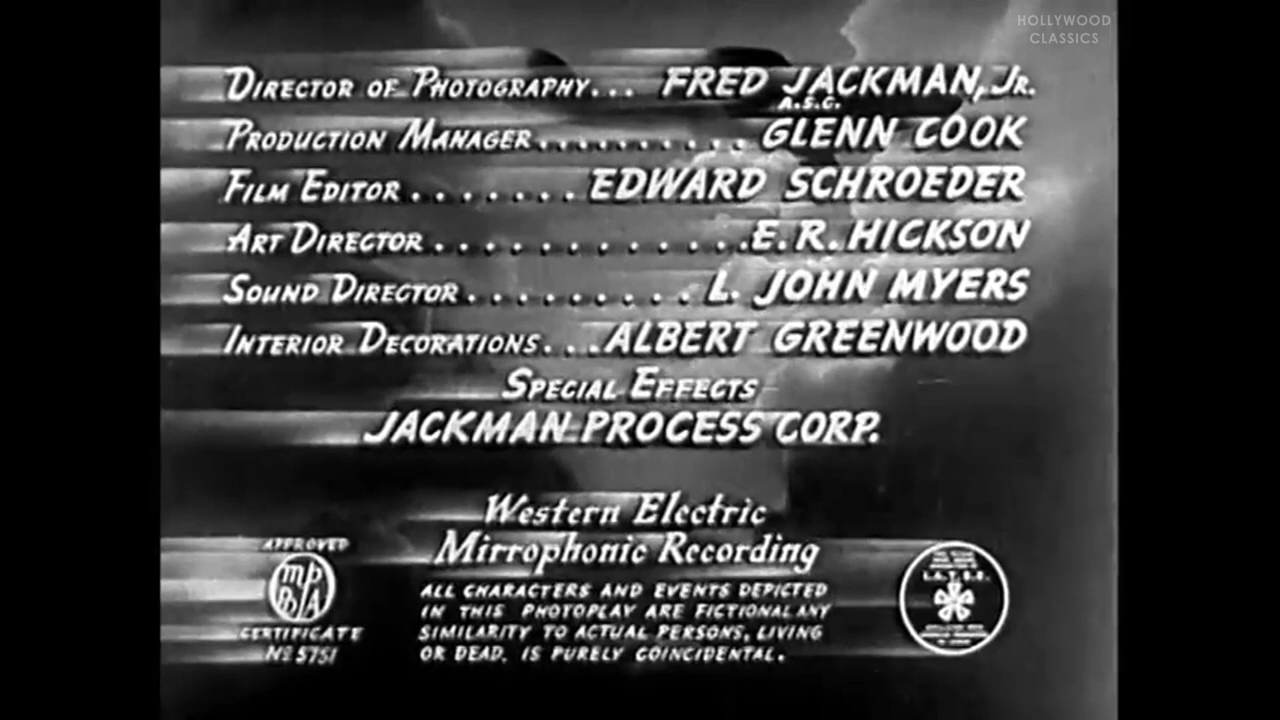 HOLLYWOOD
CLASSICS
DIRECTOR OF PHOTOGRAPHY... FRED JACKMAN, JR.
A.S.C.
PRODUCTION MANAGER.......... GLENN COOK
FILM EDITOR....... EDWARD SCHROEDER
ART DIRECTOR.............E.R. HICKSON
SOUND DIRECTOR......... L. JOHN MYERS
INTERIOR DECORATIONS...ALBERT GREENWOOD
SPECIAL EFFECTS
JACKMAN PROCESS CORP.
Western Electric
Mirrophonic Recording
APPROVED
MPPDA
CERTIFICATE
Nº 5751
ALL CHARACTERS AND EVENTS DEPICTED
IN THIS PHOTOPLAY ARE FICTIONAL ANY
SIMILARITY TO ACTUAL PERSONS, LIVING
OR DEAD, IS PURELY COINCIDENTAL.
I.A.T.S.E.